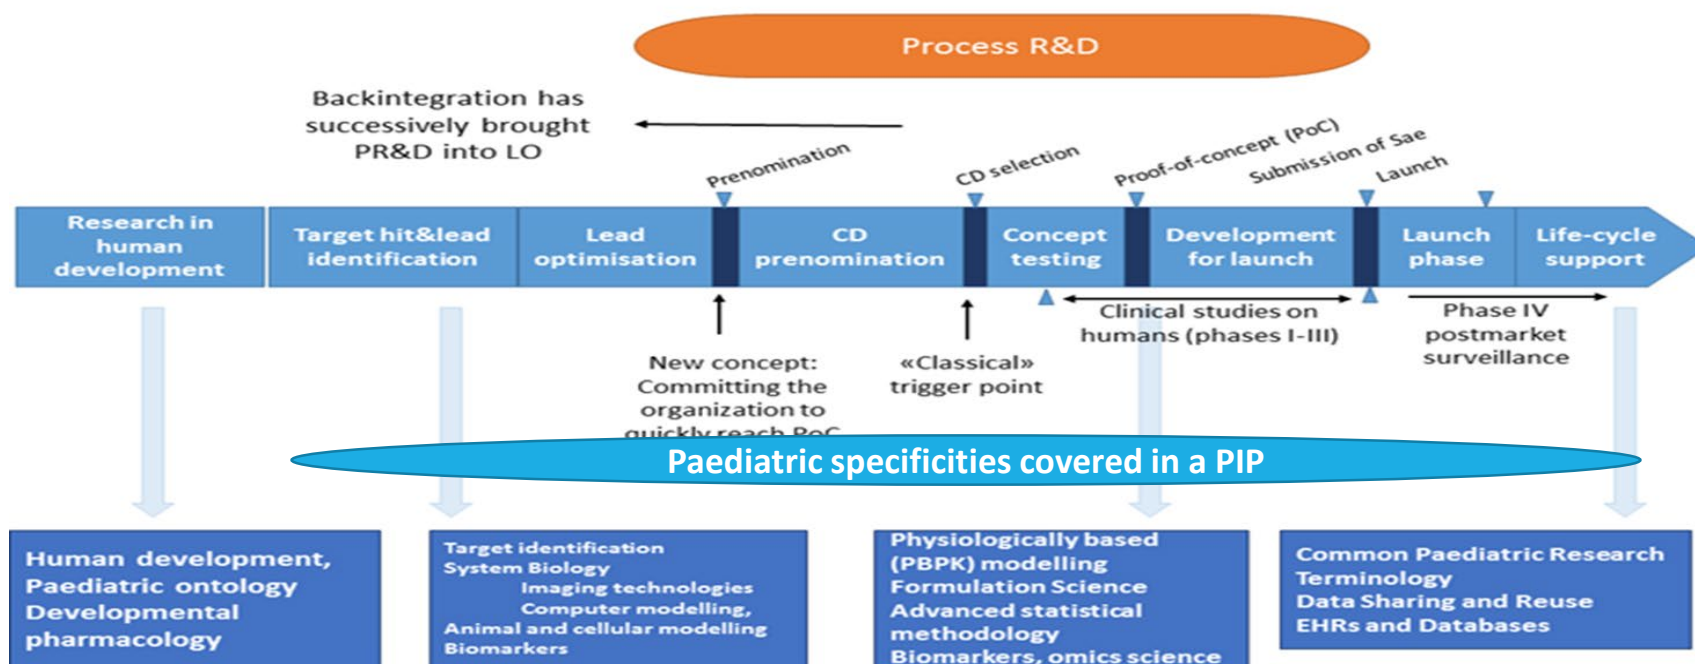 Process R&D
Backintegration has
successively brought
PR&D into LO
Prenomination
CD selection
Proof-of-concept (PoC)
Submission of Sae
Launch
Research in
human
development
Target hit&lead
identification
Lead
optimisation
CD
prenomination
Concept
testing
Development
for launch
Launch
phase
Life-cycle
support
New concept:
Committing the
organization to
quickly reach PoC
«Classical»
trigger point
Clinical studies on
humans (phases I-III)
Phase IV
postmarket
surveillance
Paediatric specificities covered in a PIP
Human development,
Paediatric ontology
Developmental
pharmacology
Target identification
System Biology
Imaging technologies
Computer modelling,
Animal and cellular modelling
Biomarkers
Physiologically based
(PBPK) modelling
Formulation Science
Advanced statistical
methodology
Biomarkers, omics science
Common Paediatric Research
Terminology
Data Sharing and Reuse
EHRs and Databases